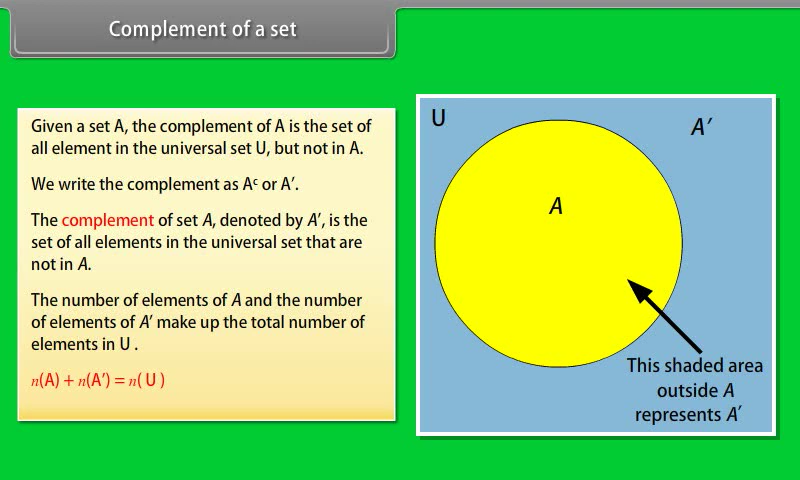 Complement of a set
Given a set A, the complement of A is the set of
all element in the universal set U, but not in A.
We write the complement as Aᶜ or A′.
The complement of set A, denoted by A′, is the
set of all elements in the universal set that are
not in A.
The number of elements of A and the number
of elements of A′ make up the total number of
elements in U .
n(A) + n(A′) = n( U )
U
A′
A
This shaded area
outside A
represents A′